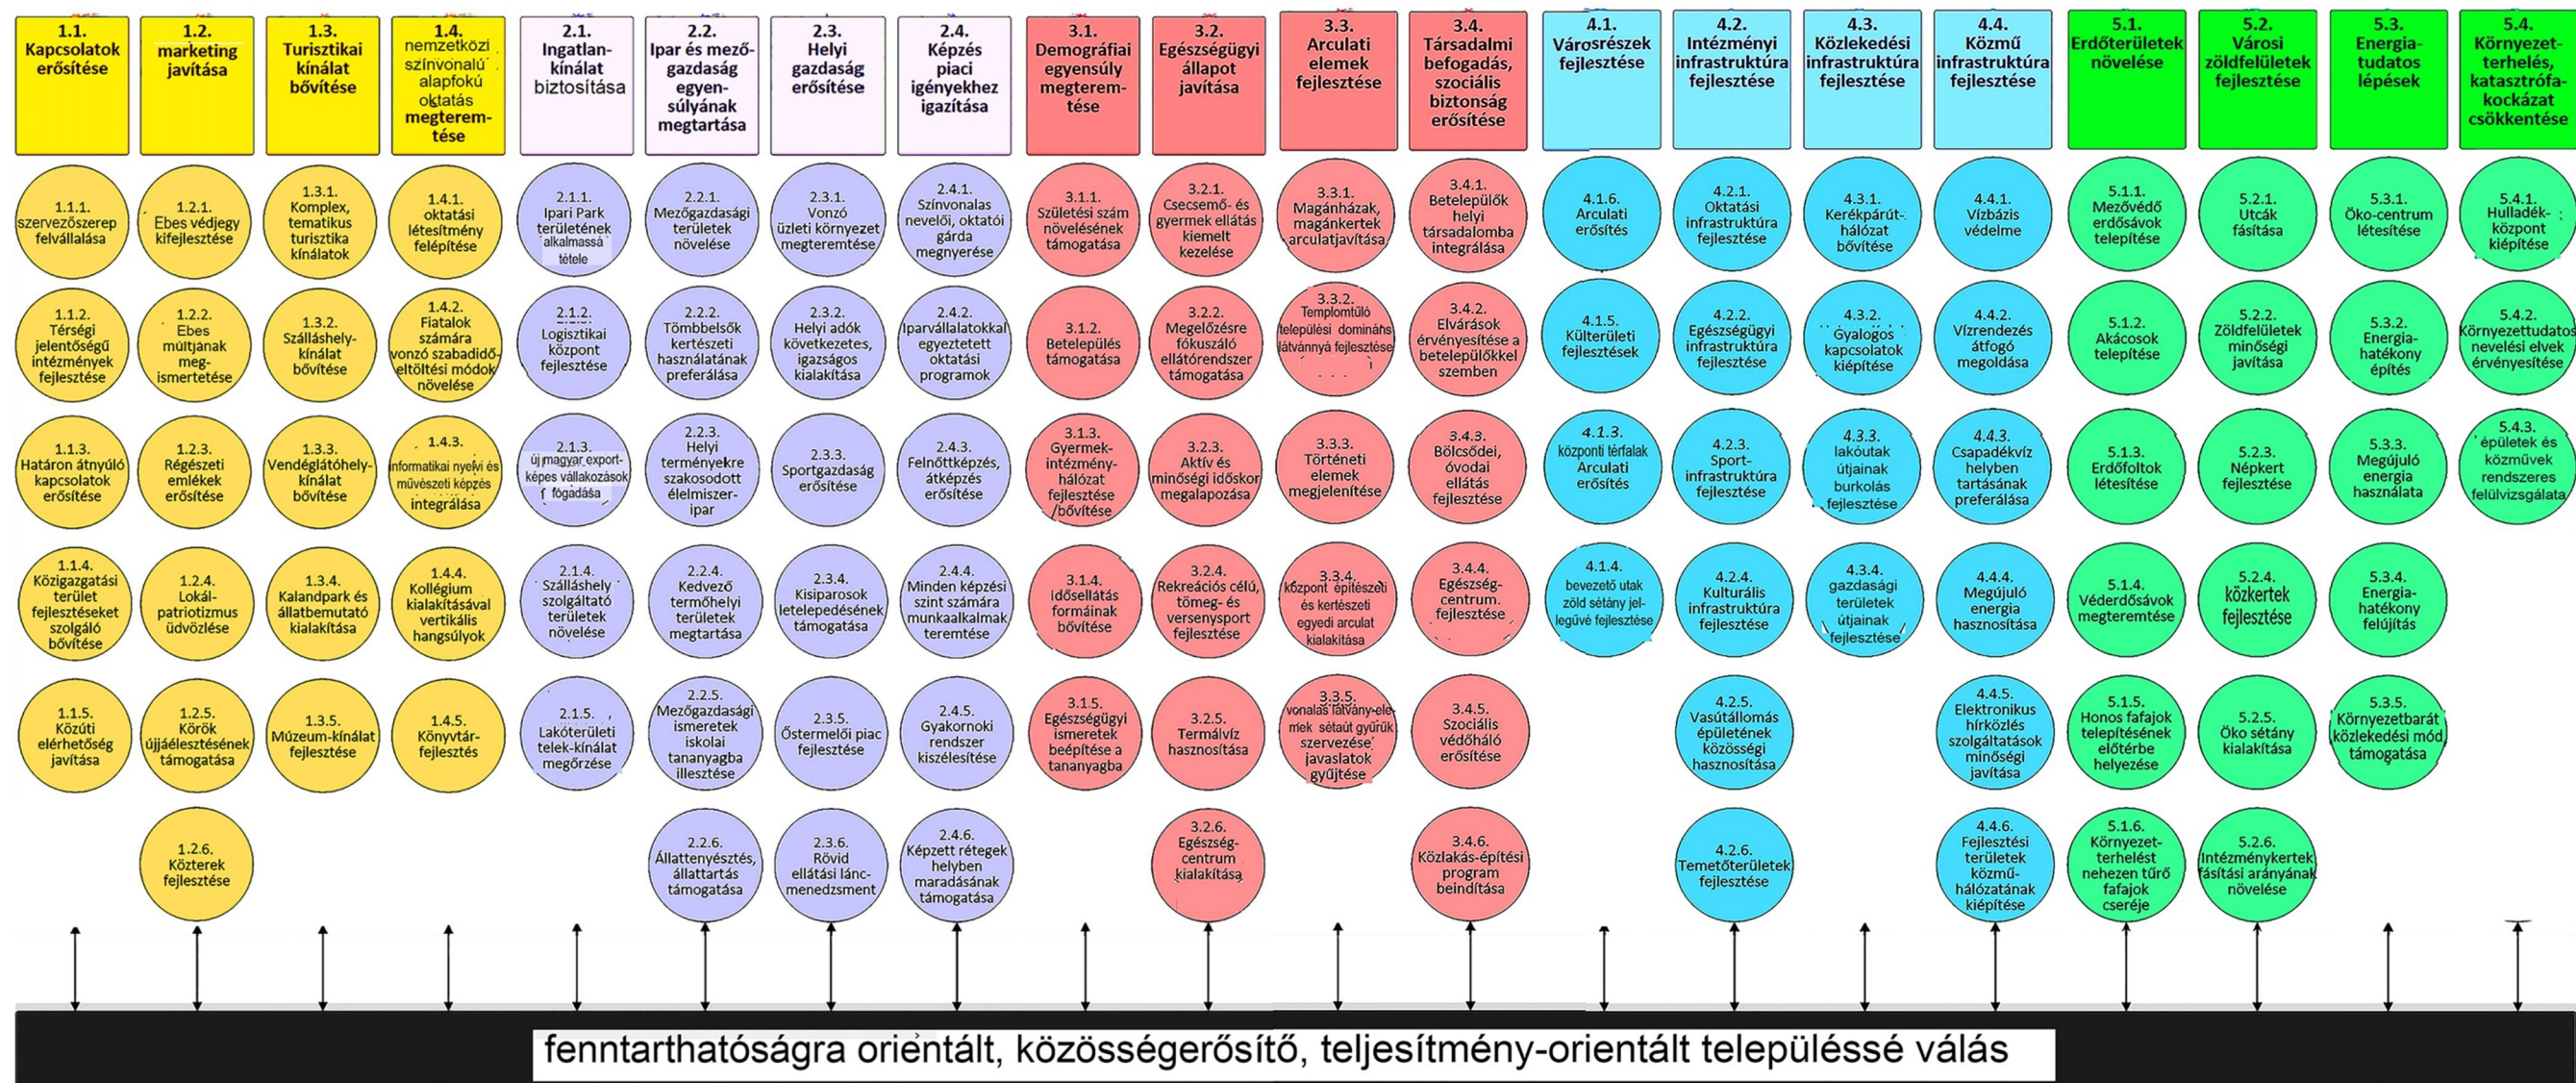 1.1.
Kapcsolatok
erősítése
1.2.
marketing
javítása
1.3.
Turisztikai
kínálat
bővítése
1.4.
nemzetközi
színvonalú
alapfokú
oktatás
megterem-
tése
2.1.
Ingatlan-
kínálat
biztosítása
2.2.
Ipar és mező-
gazdaság
egyen-
súlyának
megtartása
2.3.
Helyi
gazdaság
erősítése
2.4.
Képzés
piaci
igényekhez
igazítása
3.1.
Demográfiai
egyensúly
megterem-
tése
3.2.
Egészségügyi
állapot
javítása
3.3.
Arculati
elemek
fejlesztése
3.4.
Társadalmi
befogadás,
szociális
biztonság
erősítése
4.1.
Városrészek
fejlesztése
4.2.
Intézményi
infrastruktúra
fejlesztése
4.3.
Közlekedési
infrastruktúra
fejlesztése
4.4.
Közmű
infrastruktúra
fejlesztése
5.1.
Erdőterületek
növelése
5.2.
Városi
zöldfelületek
fejlesztése
5.3.
Energia-
tudatos
lépések
5.4.
Környezet-
terhelés,
katasztrófa-
kockázat
csökkentése
1.1.1.
szervezőszerep
felvállalása
1.2.1.
Ebes védjegy
kifejlesztése
1.3.1.
Komplex,
tematikus
turisztika
kínálatok
1.4.1.
oktatási
létesítmény
felépítése
2.1.1.
Ipari Park
területének
alkalmassá
tétele
2.2.1.
Mezőgazdasági
területek
növelése
2.3.1.
Vonzó
üzleti környezet
megteremtése
2.4.1.
Színvonalas
nevelői, oktatói
gárda
megnyerése
3.1.1.
Születési szám
növelésének
támogatása
3.2.1.
Csecsemő- és
gyermek ellátás
kiemelt
kezelése
3.3.1.
Magánházak,
magánkertek
arculatjavítása
3.4.1.
Betelepülők
helyi
társadalomba
integrálása
4.1.6.
Arculati
erősítés
4.2.1.
Oktatási
infrastruktúra
fejlesztése
4.3.1.
Kerékpárút-
hálózat
bővítése
4.4.1.
Vízbázis
védelme
5.1.1.
Mezővédő
erdősávok
telepítése
5.2.1.
Utcák
fásítása
5.3.1.
Öko-centrum
létesítése
5.4.1.
Hulladék-
központ
kiépítése
1.1.2.
Térségi
jelentőségű
intézmények
fejlesztése
1.2.2.
Ebes
múltjának
meg-
ismertetése
1.3.2.
Szálláshely-
kínálat
bővítése
1.4.2.
Fiatalok
számára
vonzó szabadidő-
eltöltési módok
növelése
2.1.2.
Logisztikai
központ
fejlesztése
2.2.2.
Tömbbelsők
kertészeti
használatának
preferálása
2.3.2.
Helyi adók
következetes,
igazságos
kialakítása
2.4.2.
Iparvállalatokkal
egyeztetett
oktatási
programok
3.1.2.
Betelepülés
támogatása
3.2.2.
Megelőzésre
fókuszáló
ellátórendszer
támogatása
3.3.2.
Templomtűlő
települési domináns
látvánnyá fejlesztése
3.4.2.
Elvárások
érvényesítése a
betelepülőkkel
szemben
4.1.5.
Külterületi
fejlesztések
4.2.2.
Egészségügyi
infrastruktúra
fejlesztése
4.3.2.
Gyalogos
kapcsolatok
kiépítése
4.4.2.
Vízrendezés
átfogó
megoldása
5.1.2.
Akácosok
telepítése
5.2.2.
Zöldfelületek
minőségi
javítása
5.3.2.
Energia-
hatékony
építés
5.4.2.
Környezettudatos
nevelési elvek
érvényesítése
1.1.3.
Határon átnyúló
kapcsolatok
erősítése
1.2.3.
Régészeti
emlékek
erősítése
1.3.3.
Vendéglátóhely-
kínálat
bővítése
1.4.3.
informatikai nyelvi és
művészeti képzés
integrálása
2.1.3.
új magyar export-
képes vállakozások
fogadása
2.2.3.
Helyi
terményekre
szakosodott
élelmiszer-
ipar
2.3.3.
Sportgazdaság
erősítése
2.4.3.
Felnőttképzés,
átképzés
erősítése
3.1.3.
Gyermek-
intézmény-
hálózat
fejlesztése
/bővítése
3.2.3.
Aktív és
minőségi időskor
megalapozása
3.3.3.
Történeti
elemek
megjelenítése
3.4.3.
Bölcsődei,
óvodai
ellátás
fejlesztése
4.1.3.
központi térfalak
Arculati
erősítés
4.2.3.
Sport-
infrastruktúra
fejlesztése
4.3.3.
lakóutak
útjainak
burkolás
fejlesztése
4.4.3.
Csapadékvíz
helyben
tartásának
preferálása
5.1.3.
Erdőfoltok
létesítése
5.2.3.
Népkert
fejlesztése
5.3.3.
Megújuló
energia
használata
5.4.3.
épületek és
közművek
rendszeres
felülvizsgálata
1.1.4.
Közigazgatási
terület
fejlesztéseket
szolgáló
bővítése
1.2.4.
Lokál-
patriotizmus
üdvözlése
1.3.4.
Kalandpark és
állatbemutató
kialakítása
1.4.4.
Kollégium
kialakításával
vertikális
hangsúlyok
2.1.4.
Szálláshely
szolgáltató
területek
növelése
2.2.4.
Kedvező
termőhelyi
területek
megtartása
2.3.4.
Kisiparosok
letelepedésének
támogatása
2.4.4.
Minden képzési
szint számára
munkaalkalmak
teremtése
3.1.4.
Idősellátás
formáinak
bővítése
3.2.4.
Rekreációs célú,
tömeg- és
versenysport
fejlesztése
3.3.4.
központ építészeti
és kertészeti
egyedi arculat
kialakítása
3.4.4.
Egészség-
centrum
fejlesztése
4.1.4.
bevezető utak
zöld sétány jel-
legűvé fejlesztése
4.2.4.
Kulturális
infrastruktúra
fejlesztése
4.3.4.
gazdasági
területek
útjainak
fejlesztése
4.4.4.
Megújuló
energia
hasznosítása
5.1.4.
Véderdősávok
megteremtése
5.2.4.
közkertek
fejlesztése
5.3.4.
Energia-
hatékony
felújítás
1.1.5.
Közúti
elérhetőség
javítása
1.2.5.
Körök
újjáélesztésének
támogatása
1.3.5.
Múzeum-kínálat
fejlesztése
1.4.5.
Könyvtár-
fejlesztés
2.1.5.
Lakóterületi
telek-kínálat
megőrzése
2.2.5.
Mezőgazdasági
ismeretek
iskolai
tananyagba
illesztése
2.3.5.
Őstermelői piac
fejlesztése
2.4.5.
Gyakornoki
rendszer
kiszélesítése
3.1.5.
Egészségügyi
ismeretek
beépítése a
tananyagba
3.2.5.
Termálvíz
hasznosítása
3.3.5.
vonalas látvány-ele-
mek sétaút gyűrűk
szervezése
javaslatok
gyűjtése
3.4.5.
Szociális
védőháló
erősítése
4.2.5.
Vasútállomás
épületének
közösségi
hasznosítása
4.4.5.
Elektronikus
hírközlés
szolgáltatások
minőségi
javítása
5.1.5.
Honos fafajok
telepítésének
előtérbe
helyezése
5.2.5.
Öko sétány
kialakítása
5.3.5.
Környezetbarát
közlekedési mód
támogatása
1.2.6.
Közterek
fejlesztése
2.2.6.
Állattenyésztés,
állattartás
támogatása
2.3.6.
Rövid
ellátási lánc-
menedzsment
2.4.6.
Képzett rétegek
helyben
maradásának
támogatása
3.2.6.
Egészség-
centrum
kialakítása
3.4.6.
Közlakás-építési
program
beindítása
4.2.6.
Temetőterületek
fejlesztése
4.4.6.
Fejlesztési
területek
közmű-
hálózatának
kiépítése
5.1.6.
Környezet-
terhelést
nehezen tűrő
fafajok
cseréje
5.2.6.
Intézménykertek
fásítási arányának
növelése
fenntarthatóságra orientált, közösségerősítő, teljesítmény-orientált településsé válás